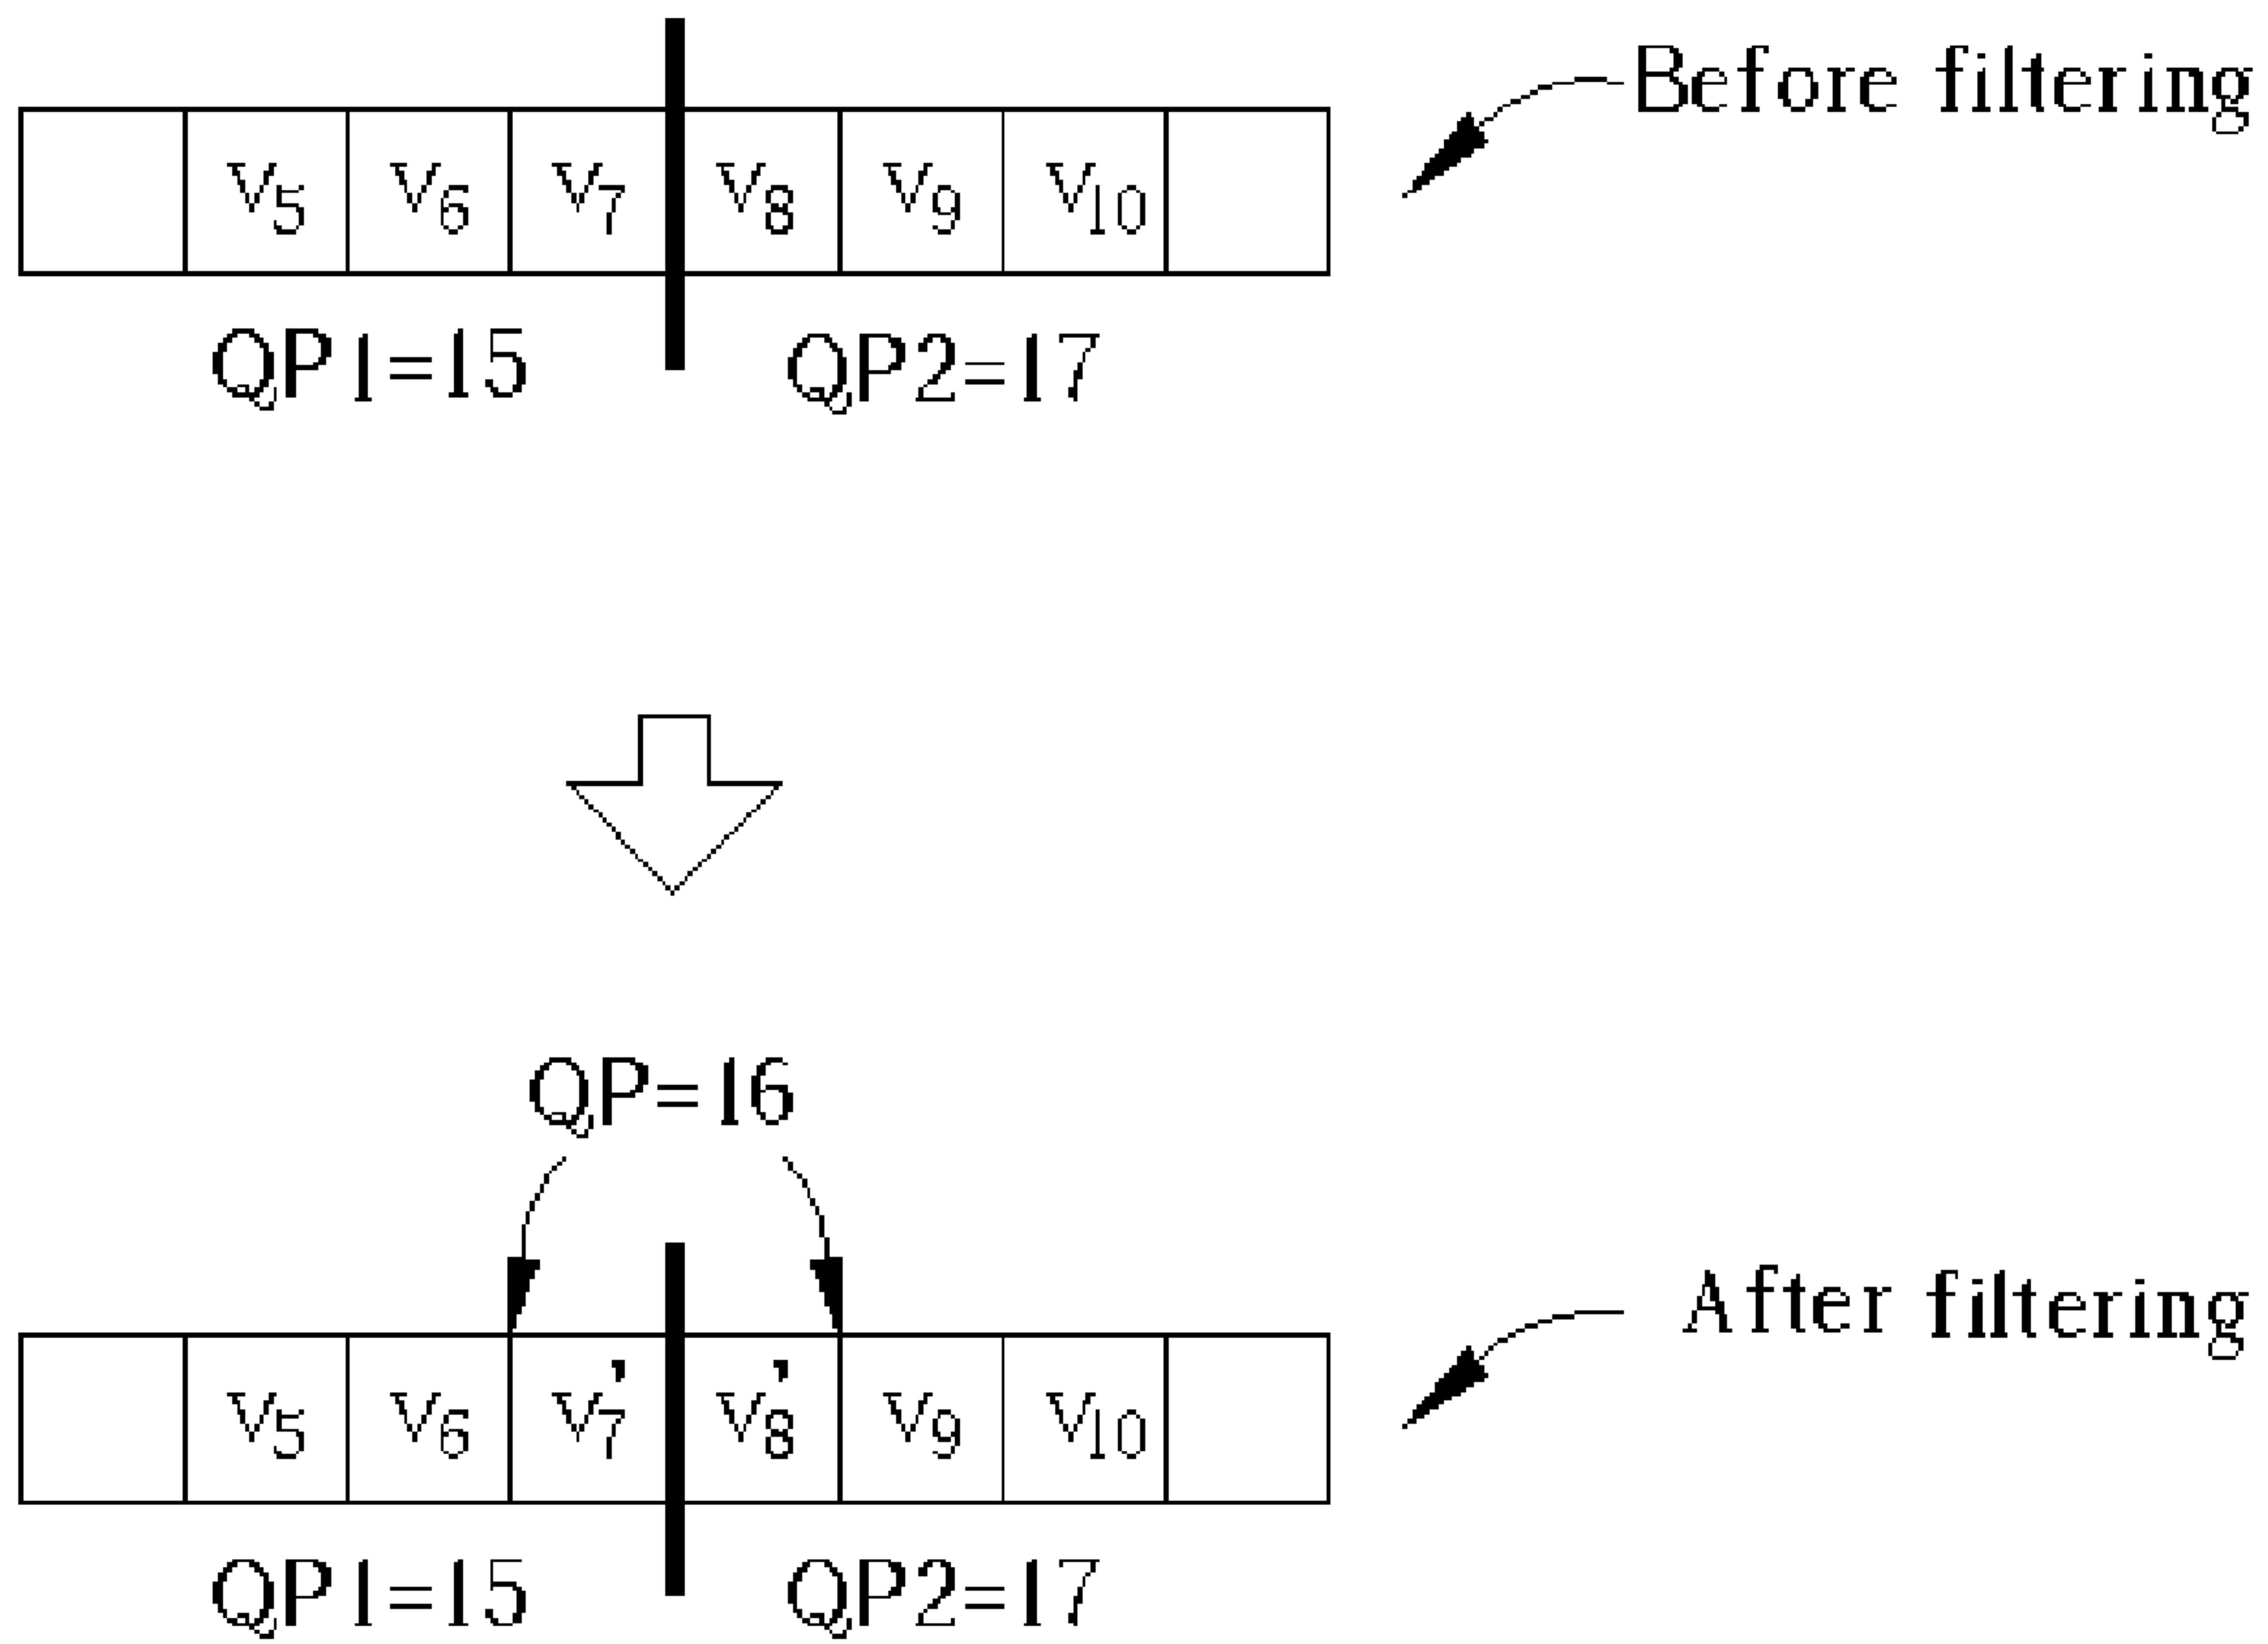 Before filtering
V5 V6 V7 V8 V9 V10
QP1=15 QP2=17
QP=16
After filtering
V5 V6 V7' V8' V9 V10
QP1=15 QP2=17